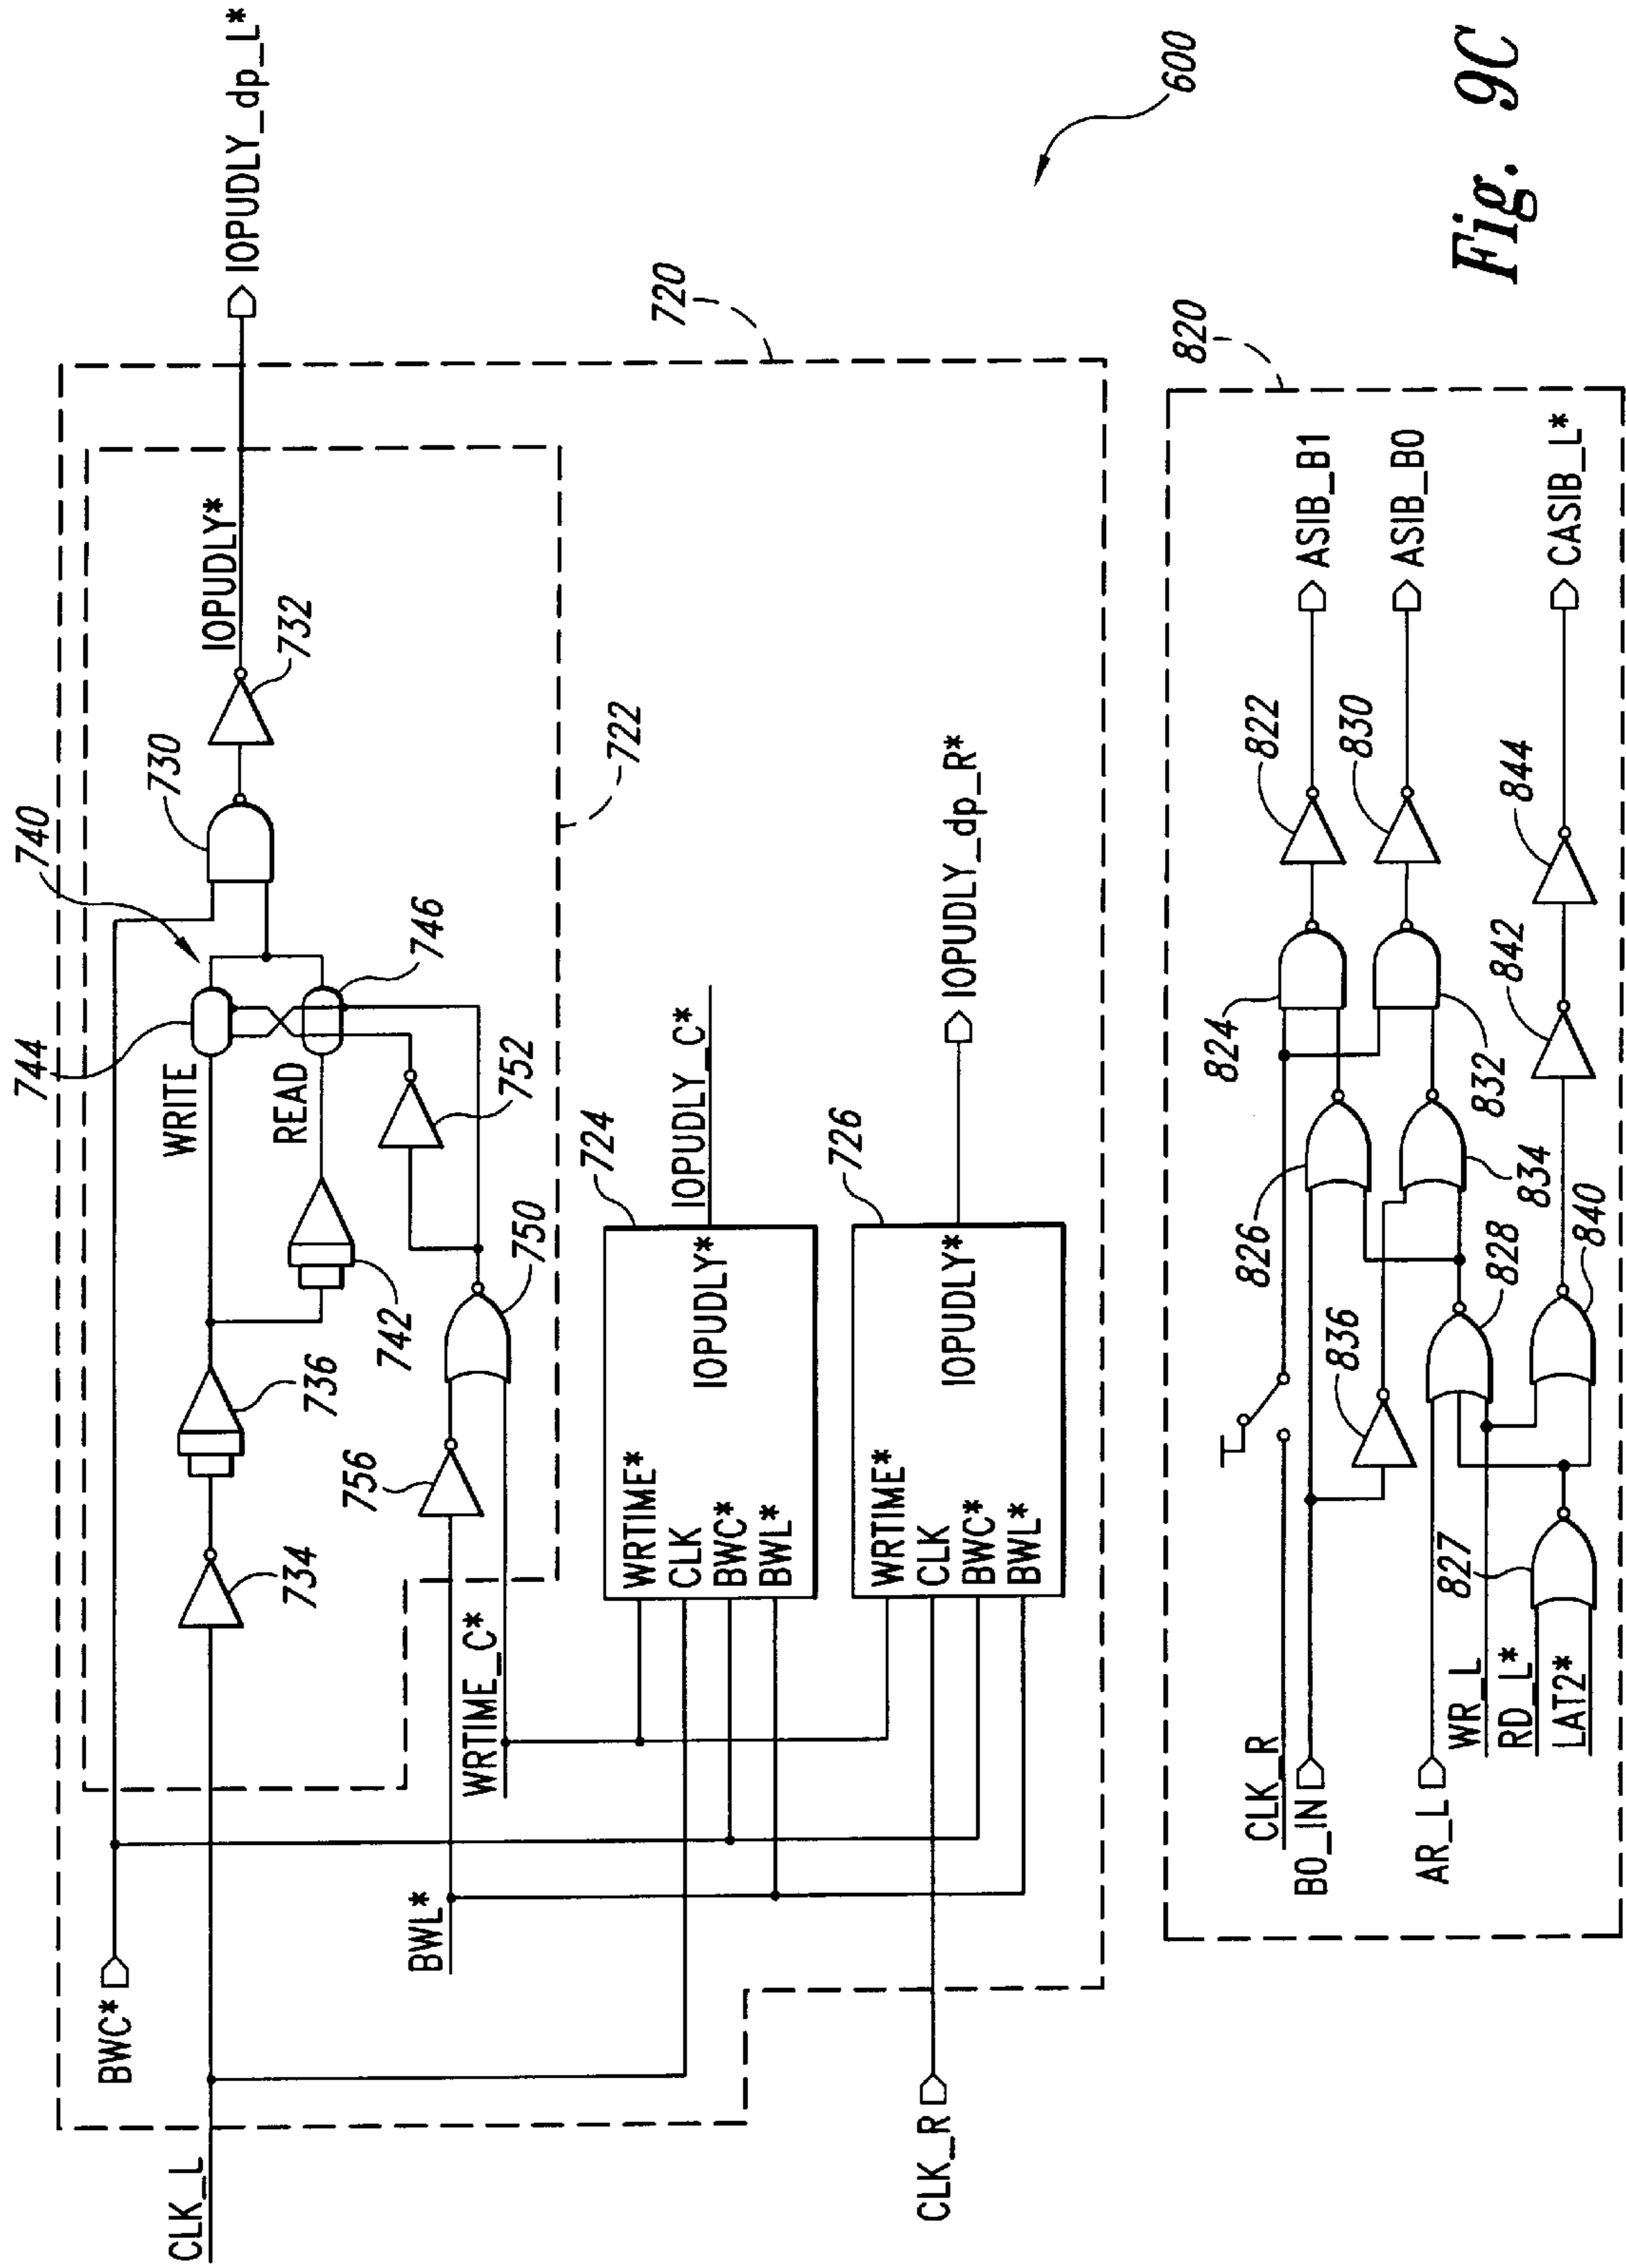 IOPUDLY_dp_L*
720
IOPUDLY*
732
722
730
740
746
744
WRITE
READ
752
742
736
750
756
734
WRTIME_C*
BWL*
BWC*
CLK_L
724
IOPUDLY_C*
IOPUDLY*
WRTIME*
CLK
BWC*
BWL*
726
IOPUDLY_dp_R*
IOPUDLY*
WRTIME*
CLK
BWC*
BWL*
CLK_R
600
820
ASIB_B1
ASIB_B0
CASIB_L*
822
830
844
824
842
832
826
834
836
828
840
827
CLK_R
BO_IN
AR_L
WR_L
RD_L*
LAT2*
Fig. 9C